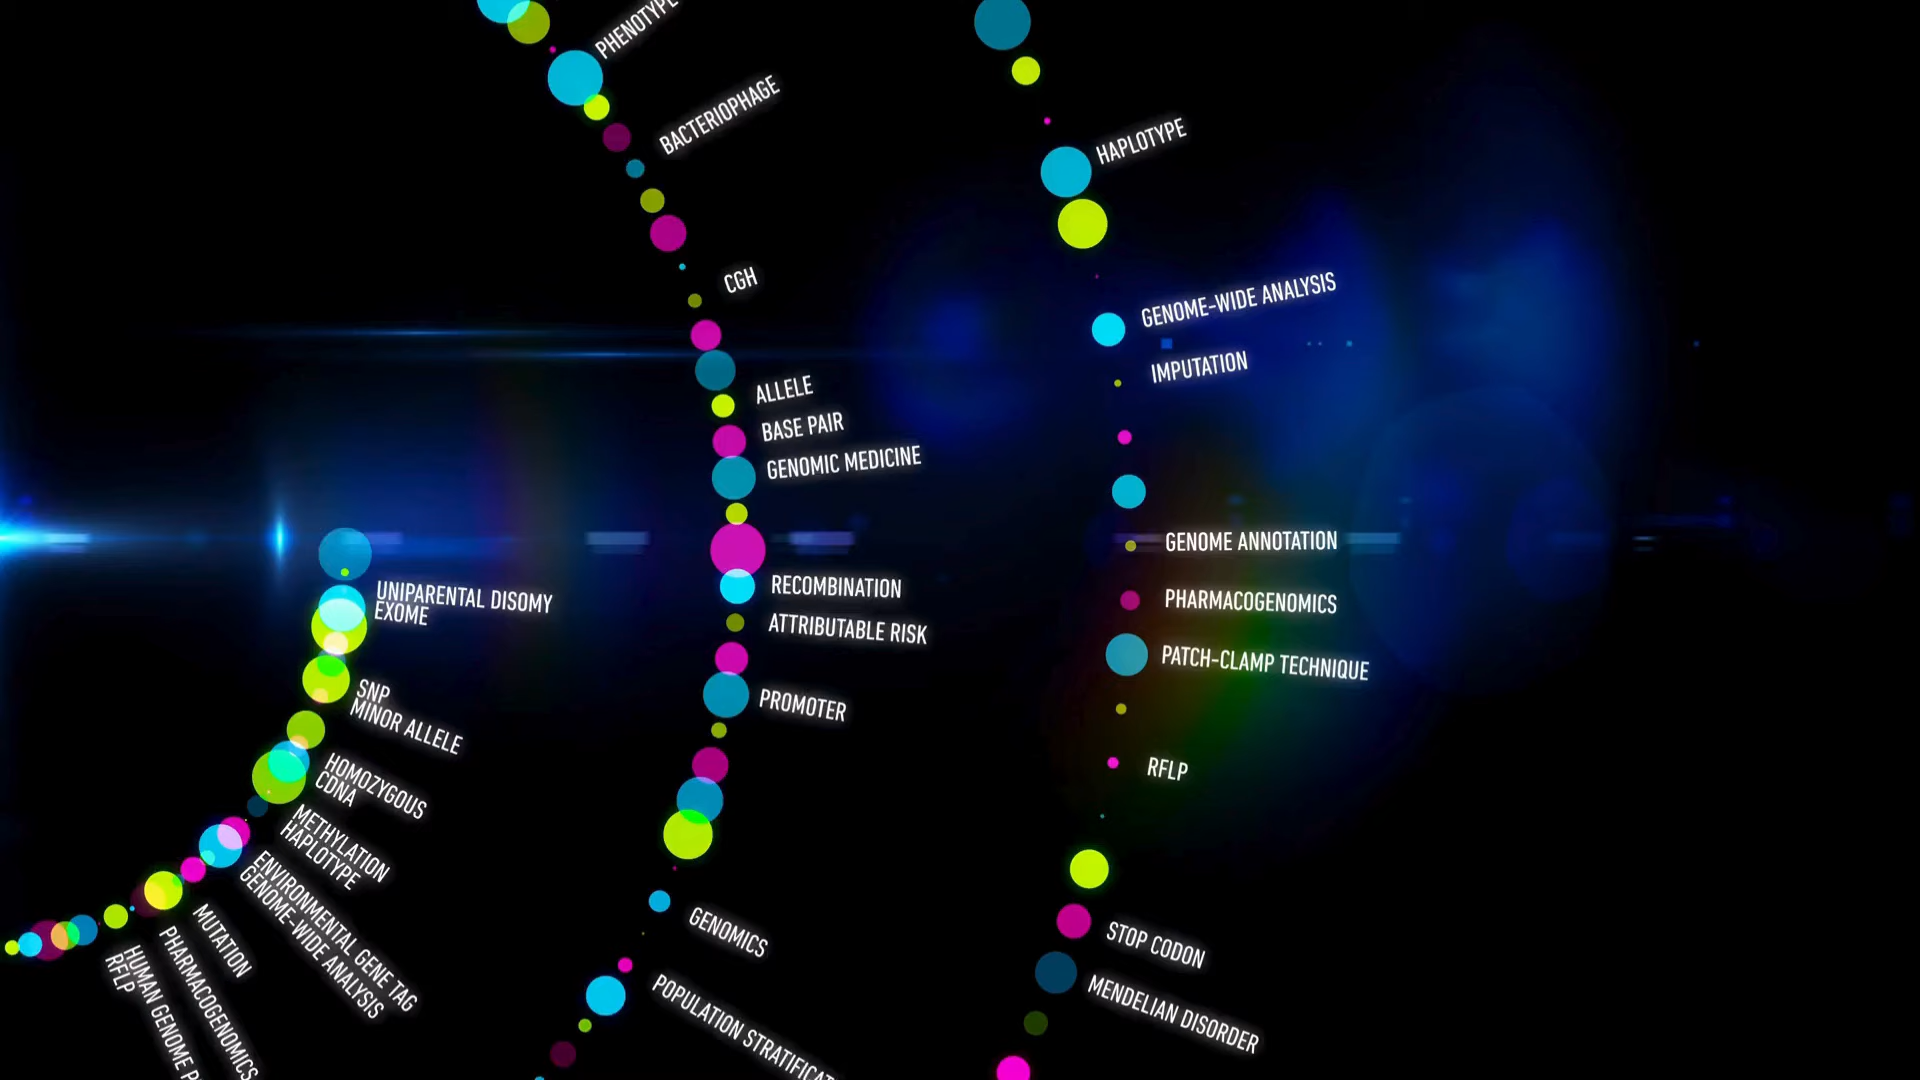 PHENOTYPE
BACTERIOPHAGE
CGH
ALLELE
BASE PAIR
GENOMIC MEDICINE
RECOMBINATION
ATTRIBUTABLE RISK
PROMOTER
GENOMICS
POPULATION STRATIFICAT
HAPLOTYPE
GENOME-WIDE ANALYSIS
IMPUTATION
GENOME ANNOTATION
PHARMACOGENOMICS
PATCH-CLAMP TECHNIQUE
RFLP
STOP CODON
MENDELIAN DISORDER
UNIPARENTAL DISOMY
EXOME
SNP
MINOR ALLELE
HOMOZYGOUS
CDNA
METHYLATION
HAPLOTYPE
ENVIRONMENTAL GENE TAG
GENOME-WIDE ANALYSIS
MUTATION
PHARMACOGENOMICS
HUMAN GENOME P
RFLP